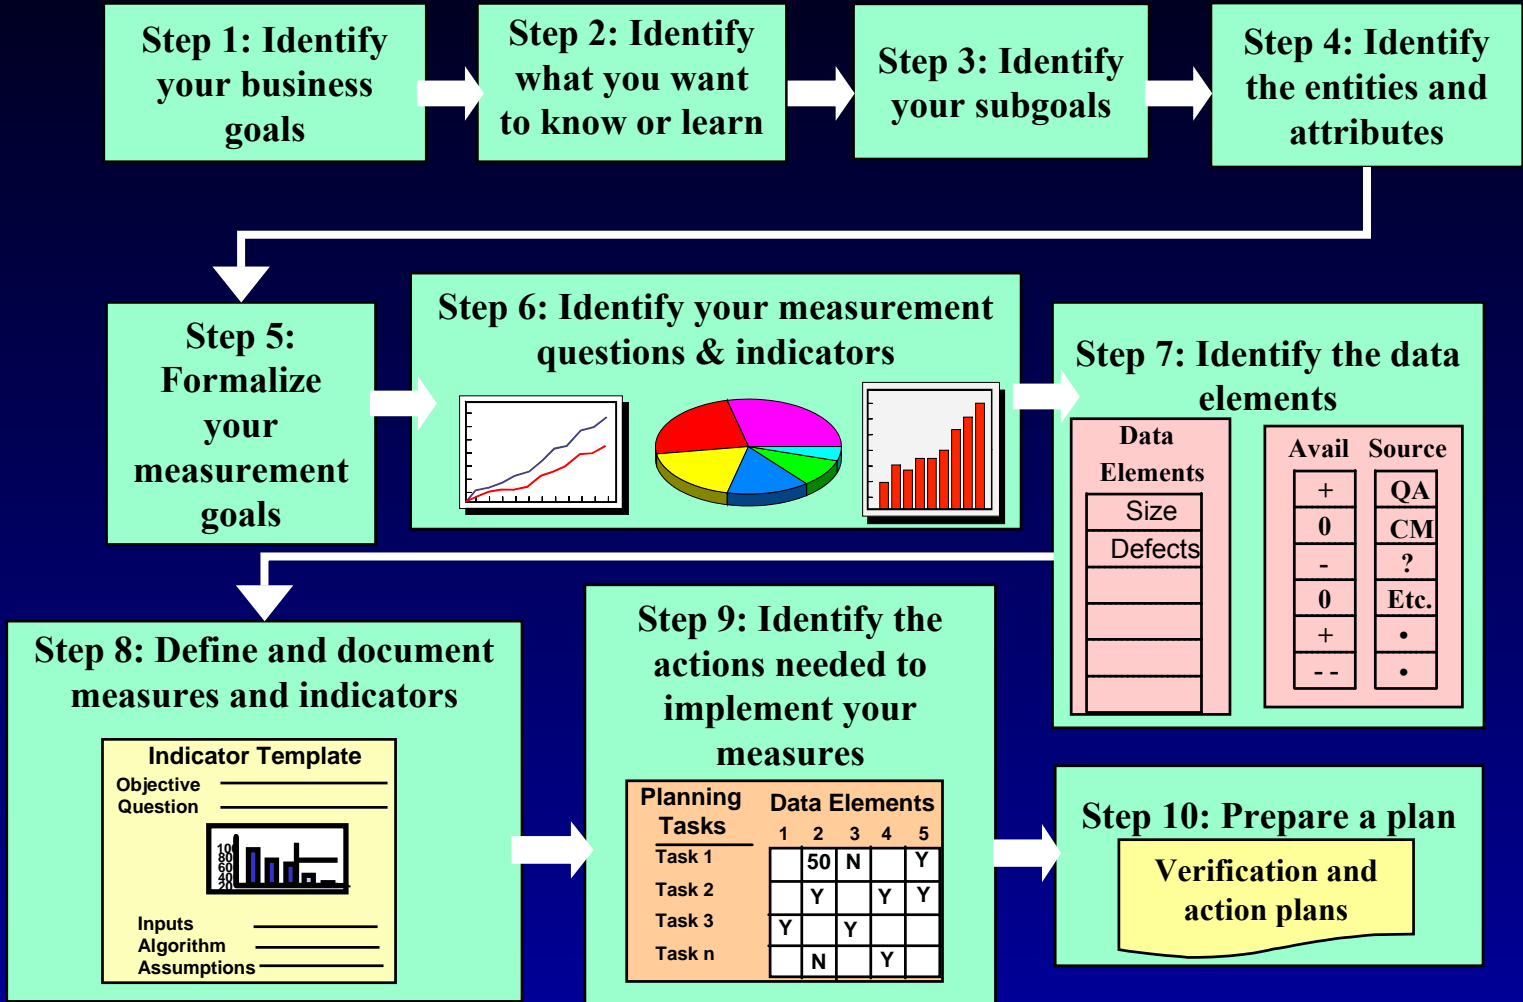 Step 1: Identify
your business
goals
Step 2: Identify
what you want
to know or learn
Step 3: Identify
your subgoals
Step 4: Identify
the entities and
attributes
Step 5:
Formalize
your
measurement
goals
Step 6: Identify your measurement
questions & indicators
Step 7: Identify the data
elements
Data
Elements
Size
Defects
Avail Source
+ QA
0 CM
- ?
0 Etc.
+ •
- - •
Step 8: Define and document
measures and indicators
Indicator Template
Objective
Question
100
80
60
40
20
Inputs
Algorithm
Assumptions
Step 9: Identify the
actions needed to
implement your
measures
Planning
Tasks
Data Elements
1 2 3 4 5
Task 1 50 N Y
Task 2 Y Y Y
Task 3 Y Y
Task n N Y
Step 10: Prepare a plan
Verification and
action plans